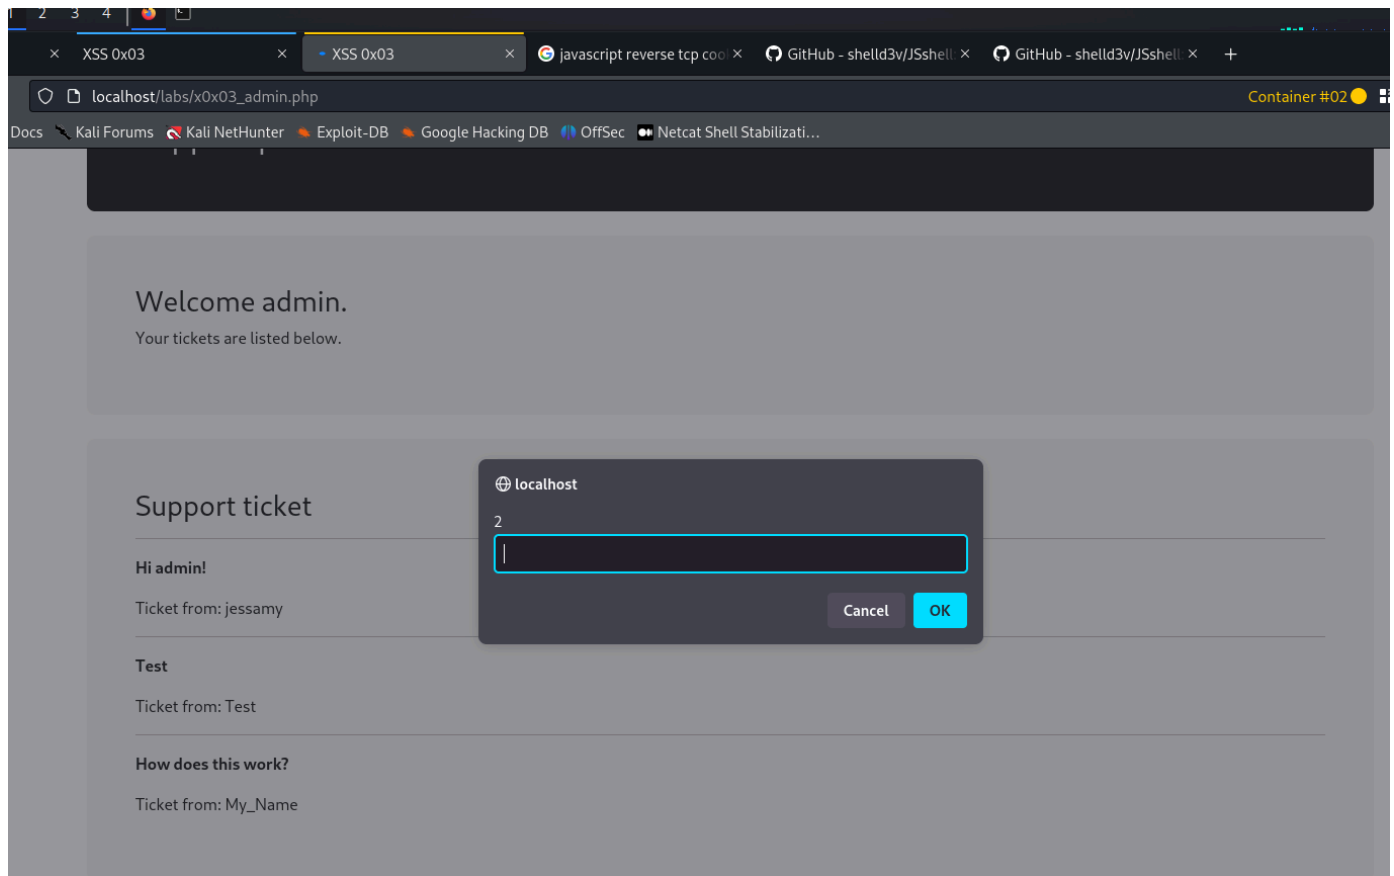 1 2 3 4
XSS 0x03 XSS 0x03 javascript reverse tcp coo GitHub - shelld3v/JSshell: GitHub - shelld3v/JSshell:
localhost/labs/x0x03_admin.php Container #02
Docs Kali Forums Kali NetHunter Exploit-DB Google Hacking DB OffSec Netcat Shell Stabilizati…
Welcome admin.
Your tickets are listed below.
localhost
2
Cancel OK
Support ticket
Hi admin!
Ticket from: jessamy
Test
Ticket from: Test
How does this work?
Ticket from: My_Name